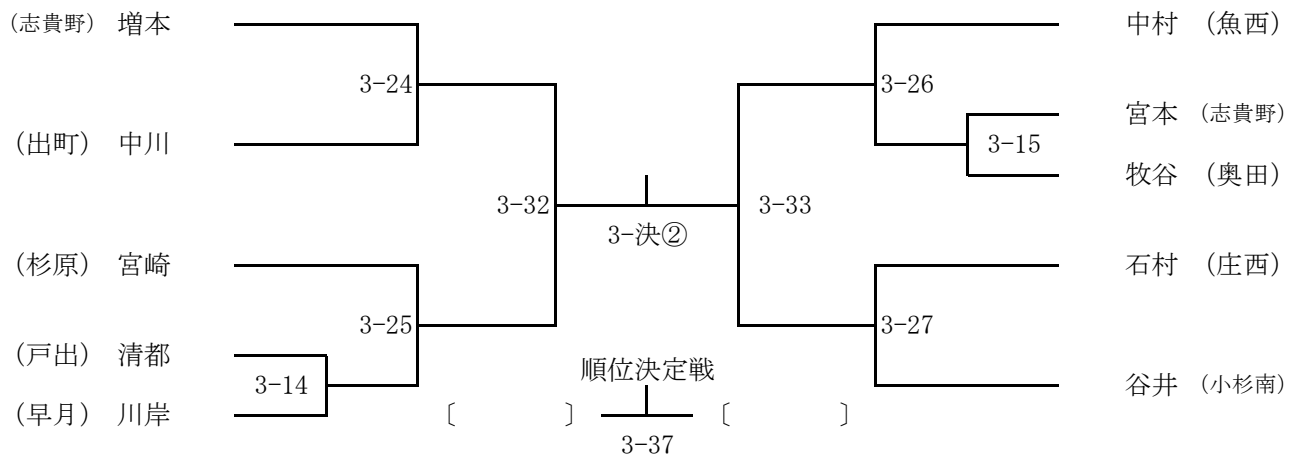 (志貴野) 増本 中村 (魚西)
3-24 3-26
宮本 (志貴野)
(出町) 中川 3-15
牧谷 (奥田)
3-32 3-33
3-決②
(杉原) 宮崎 石村 (庄西)
3-25 3-27
(戸出) 清都
順位決定戦
3-14 谷井 (小杉南)
(早月) 川岸 〔 〕 〔 〕
3-37